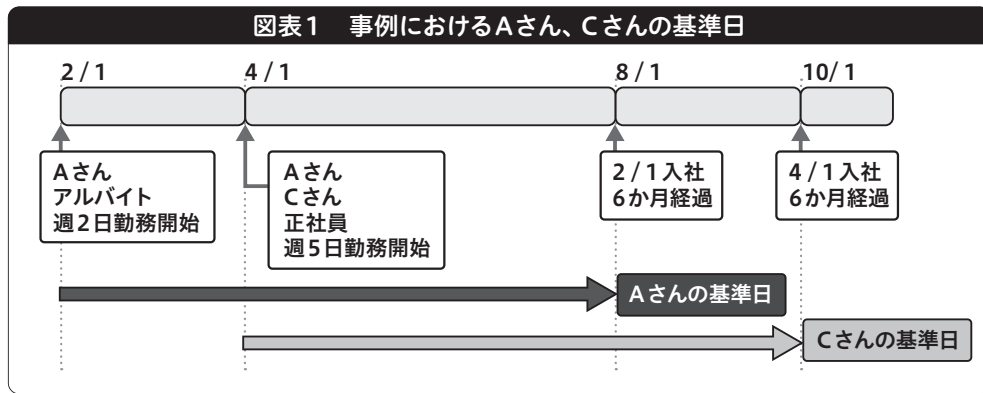 図表1 事例におけるAさん、Cさんの基準日
2/1
4/1
8/1
10/1
Aさん
アルバイト
週2日勤務開始
Aさん
Cさん
正社員
週5日勤務開始
2/1入社
6か月経過
4/1入社
6か月経過
Aさんの基準日
Cさんの基準日